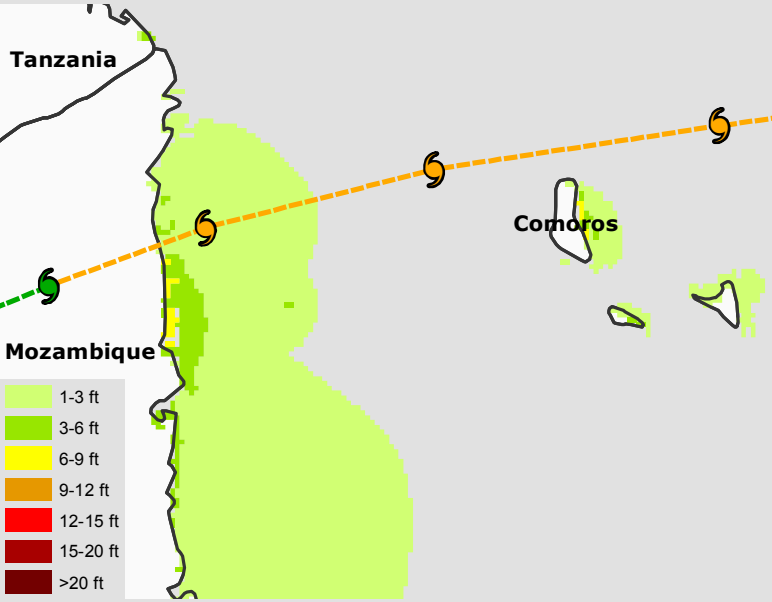 Tanzania
Comoros
Mozambique
1-3 ft
3-6 ft
6-9 ft
9-12 ft
12-15 ft
15-20 ft
>20 ft